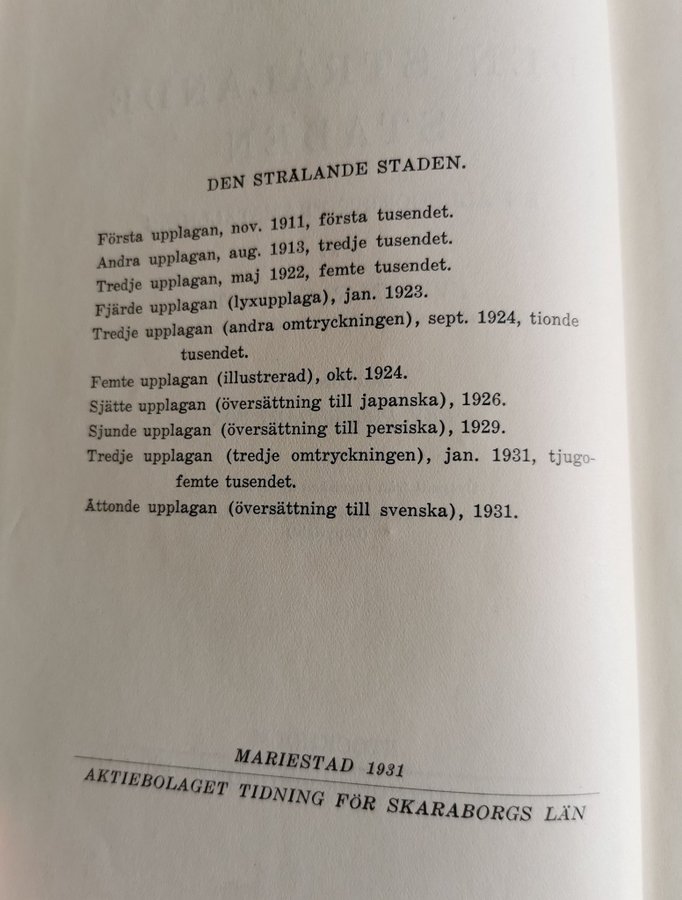 DEN STRÅLANDE STADEN.
Första upplagan, nov. 1911, första tusendet.
Andra upplagan, aug. 1913, tredje tusendet.
Tredje upplagan, maj 1922, femte tusendet.
Fjärde upplagan (lyxupplaga), jan. 1923.
Tredje upplagan (andra omtryckningen), sept. 1924, tionde
tusendet.
Femte upplagan (illustrerad), okt. 1924.
Sjätte upplagan (översättning till japanska), 1926.
Sjunde upplagan (översättning till persiska), 1929.
Tredje upplagan (tredje omtryckningen), jan. 1931, tjugo-
femte tusendet.
Åttonde upplagan (översättning till svenska), 1931.
MARIESTAD 1931
AKTIEBOLAGET TIDNING FÖR SKARABORGS LÄN